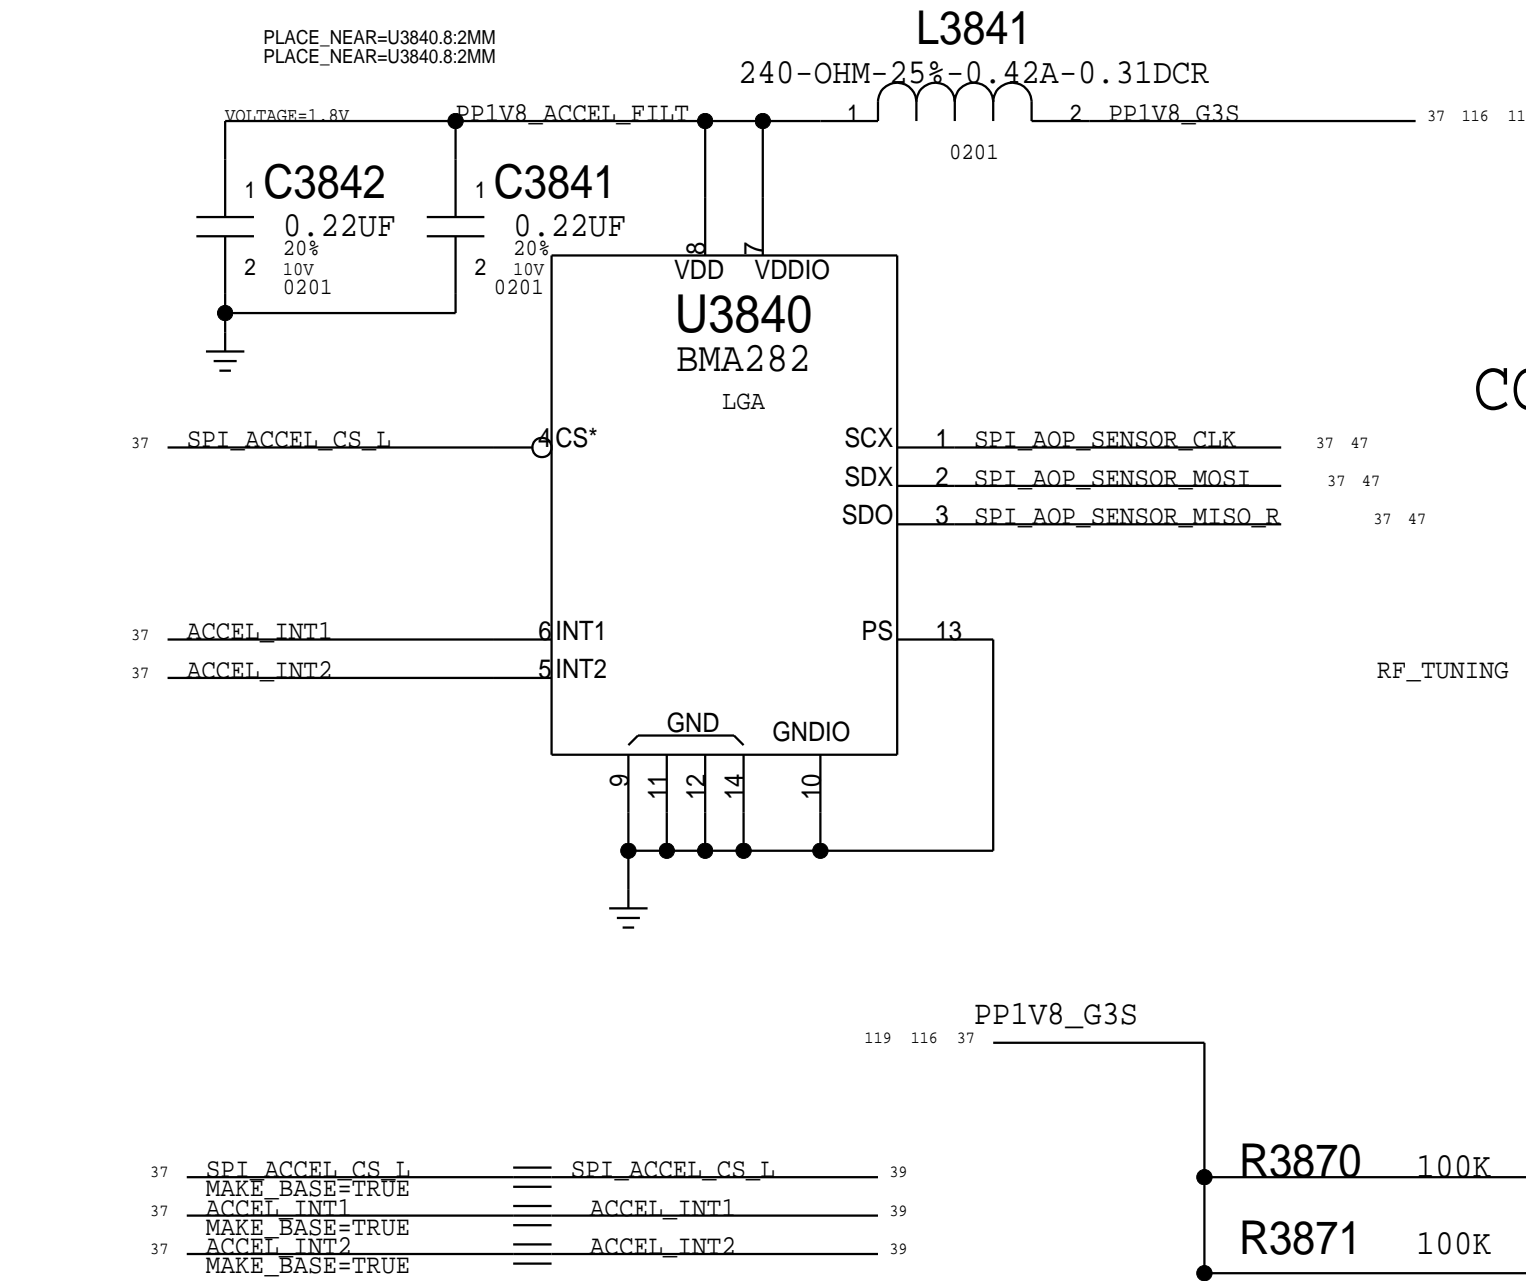 PLACE_NEAR=U3840.8:2MM
PLACE_NEAR=U3840.8:2MM
L3841
240-OHM-25%-0.42A-0.31DCR
VOLTAGE=1.8V
PP1V8_ACCEL_FILT
1
2
PP1V8_G3S
37 116 11
0201
1 C3842
0.22UF
20%
2 10V
0201
1 C3841
0.22UF
20%
2 10V
0201
8
7
VDD
VDDIO
U3840
BMA282
LGA
CC
37 SPI_ACCEL_CS_L
4 CS*
SCX 1 SPI_AOP_SENSOR_CLK 37 47
SDX 2 SPI_AOP_SENSOR_MOSI 37 47
SDO 3 SPI_AOP_SENSOR_MISO_R 37 47
37 ACCEL_INT1 6 INT1
PS 13
37 ACCEL_INT2 5 INT2
RF_TUNING
GND
GNDIO
9 11 12 14 10
PP1V8_G3S
119 116 37
R3870 100K
37 SPI_ACCEL_CS_L SPI_ACCEL_CS_L 39
MAKE_BASE=TRUE
37 ACCEL_INT1 ACCEL_INT1 39
MAKE_BASE=TRUE
R3871 100K
37 ACCEL_INT2 ACCEL_INT2 39
MAKE_BASE=TRUE